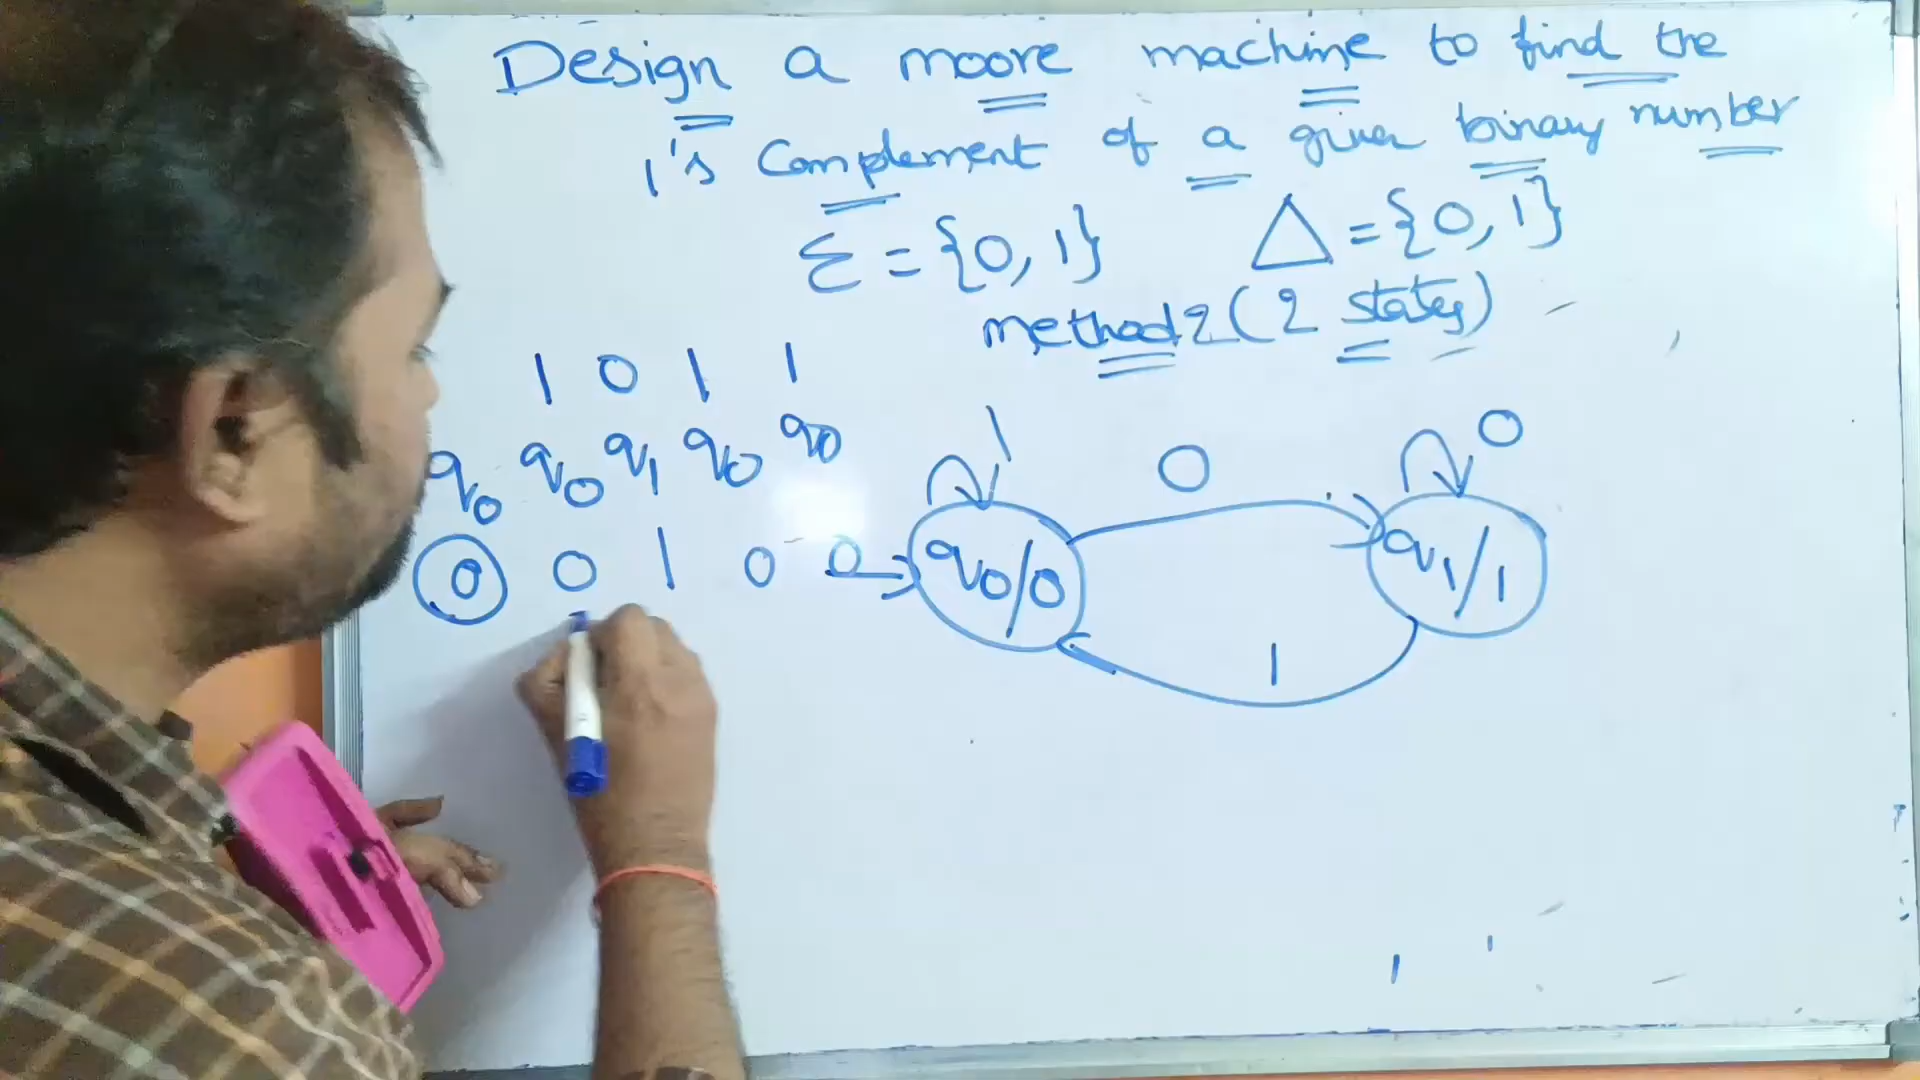 Design a moore machine to find the
1's Complement of a given binary number
Σ = {0, 1} Δ = {0, 1}
method 2 (2 states)
1 0 1 1
q0 q0 q1 q0 q0
0 0 1 0 0
1 0 0
q0/0 q1/1
1